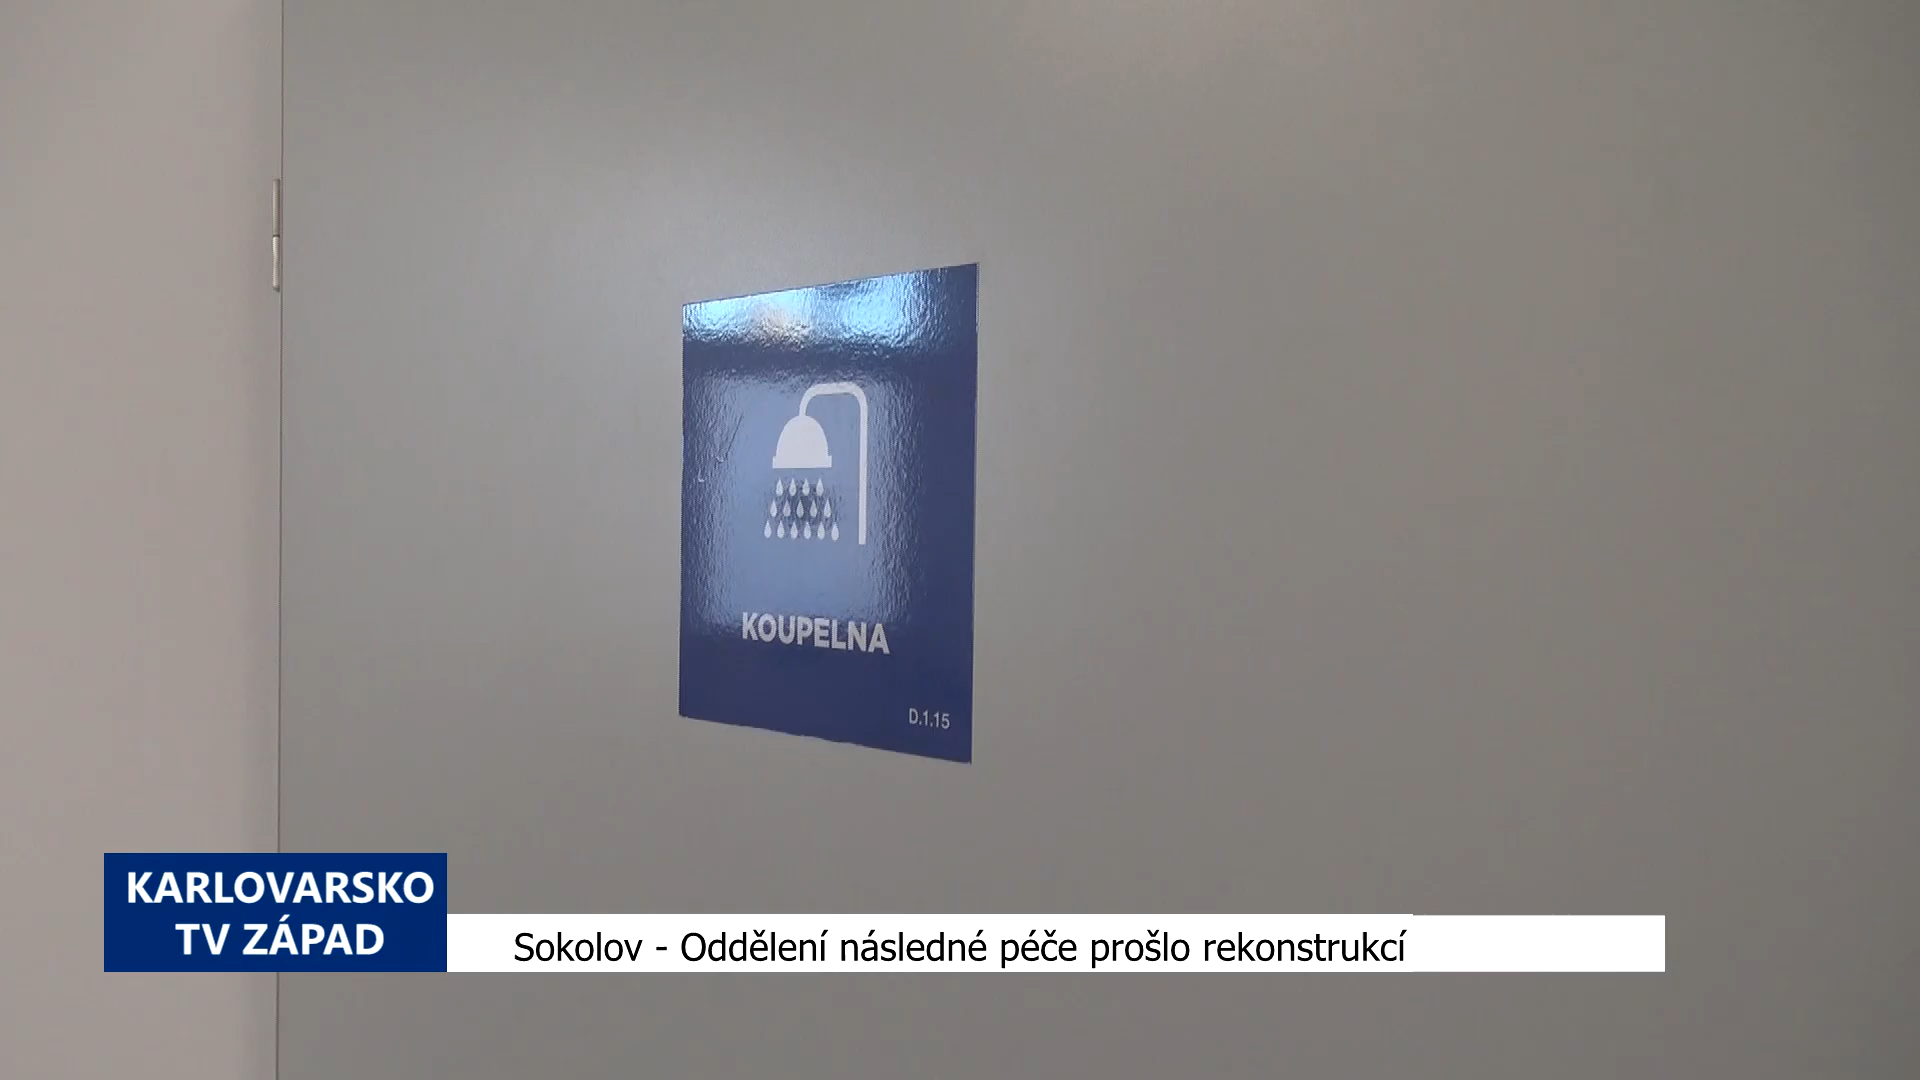 KOUPELNA
D.1.15
KARLOVARSKO
TV ZÁPAD
Sokolov - Oddělení následné péče prošlo rekonstrukcí